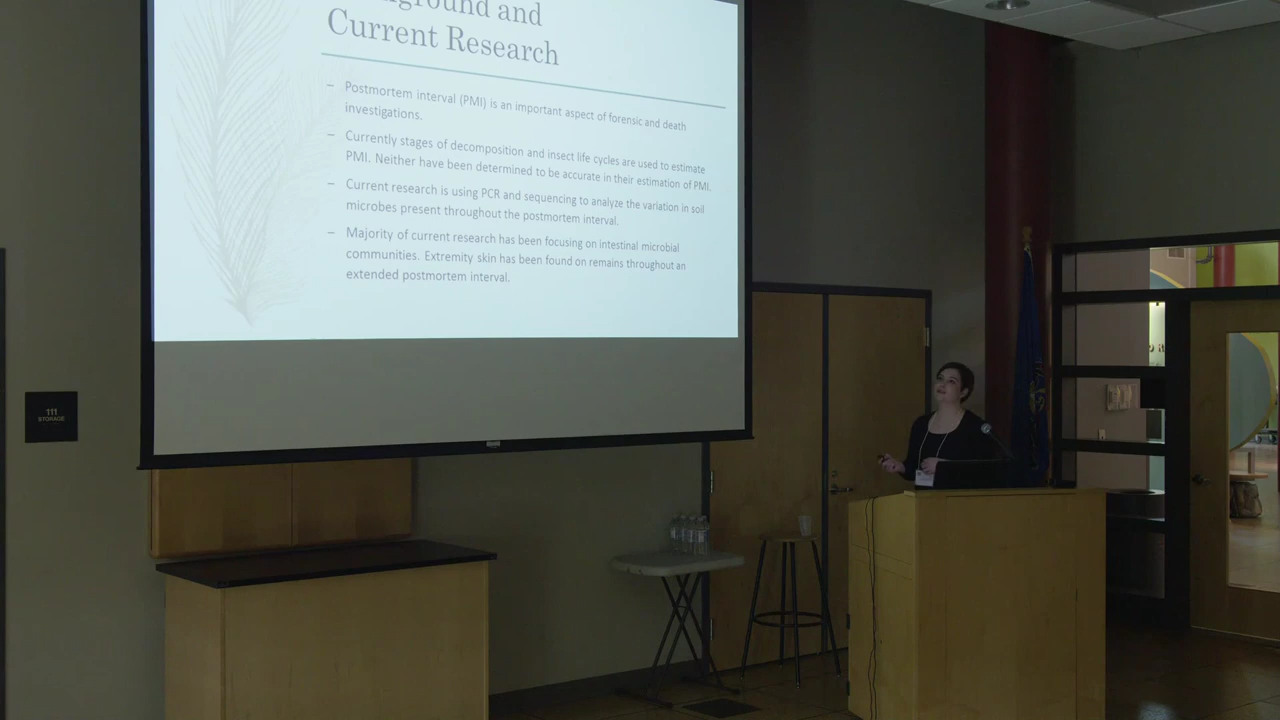 ground and
Current Research
– Postmortem interval (PMI) is an important aspect of forensic and death
investigations.
– Currently stages of decomposition and insect life cycles are used to estimate
PMI. Neither have been determined to be accurate in their estimation of PMI.
– Current research is using PCR and sequencing to analyze the variation in soil
microbes present throughout the postmortem interval.
– Majority of current research has been focusing on intestinal microbial
communities. Extremity skin has been found on remains throughout an
extended postmortem interval.
111
STORAGE